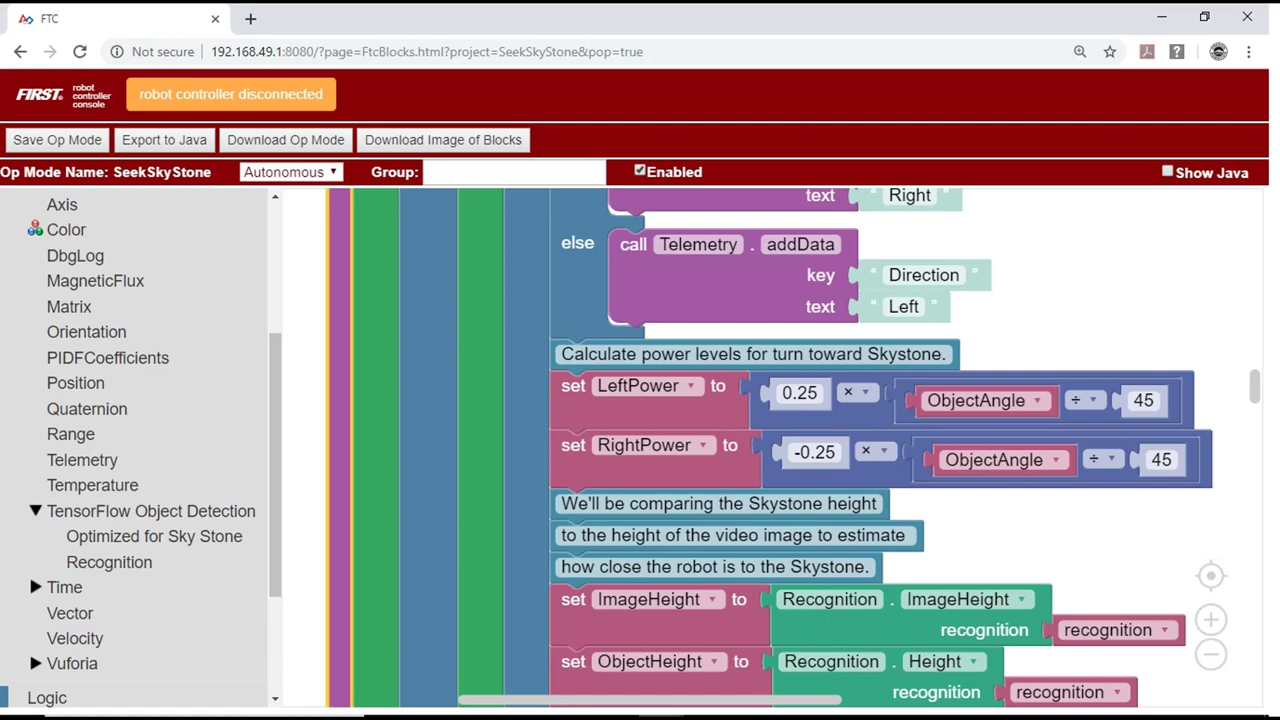 FTC
Not secure 192.168.49.1:8080/?page=FtcBlocks.html?project=SeekSkyStone&pop=true
FIRST® robot controller console robot controller disconnected
Save Op Mode Export to Java Download Op Mode Download Image of Blocks
Op Mode Name: SeekSkyStone Autonomous Group: Enabled Show Java
Axis
Color
DbgLog
MagneticFlux
Matrix
Orientation
PIDFCoefficients
Position
Quaternion
Range
Telemetry
Temperature
TensorFlow Object Detection
Optimized for Sky Stone
Recognition
Time
Vector
Velocity
Vuforia
Logic
text “ Right ”
else call Telemetry . addData
key “ Direction ”
text “ Left ”
Calculate power levels for turn toward Skystone.
set LeftPower to 0.25 × ObjectAngle ÷ 45
set RightPower to -0.25 × ObjectAngle ÷ 45
We'll be comparing the Skystone height
to the height of the video image to estimate
how close the robot is to the Skystone.
set ImageHeight to Recognition . ImageHeight
recognition recognition
set ObjectHeight to Recognition . Height
recognition recognition